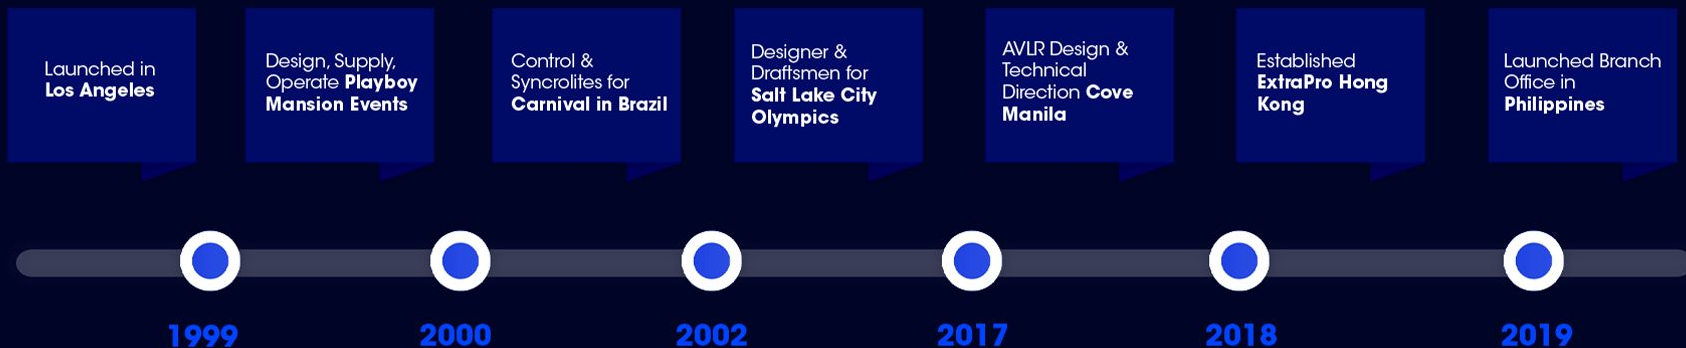 Launched in
Los Angeles
Design, Supply,
Operate Playboy
Mansion Events
Control &
Syncrolites for
Carnival in Brazil
Designer &
Draftsmen for
Salt Lake City
Olympics
AVLR Design &
Technical
Direction Cove
Manila
Established
ExtraPro Hong
Kong
Launched Branch
Office in
Philippines
1999
2000
2002
2017
2018
2019